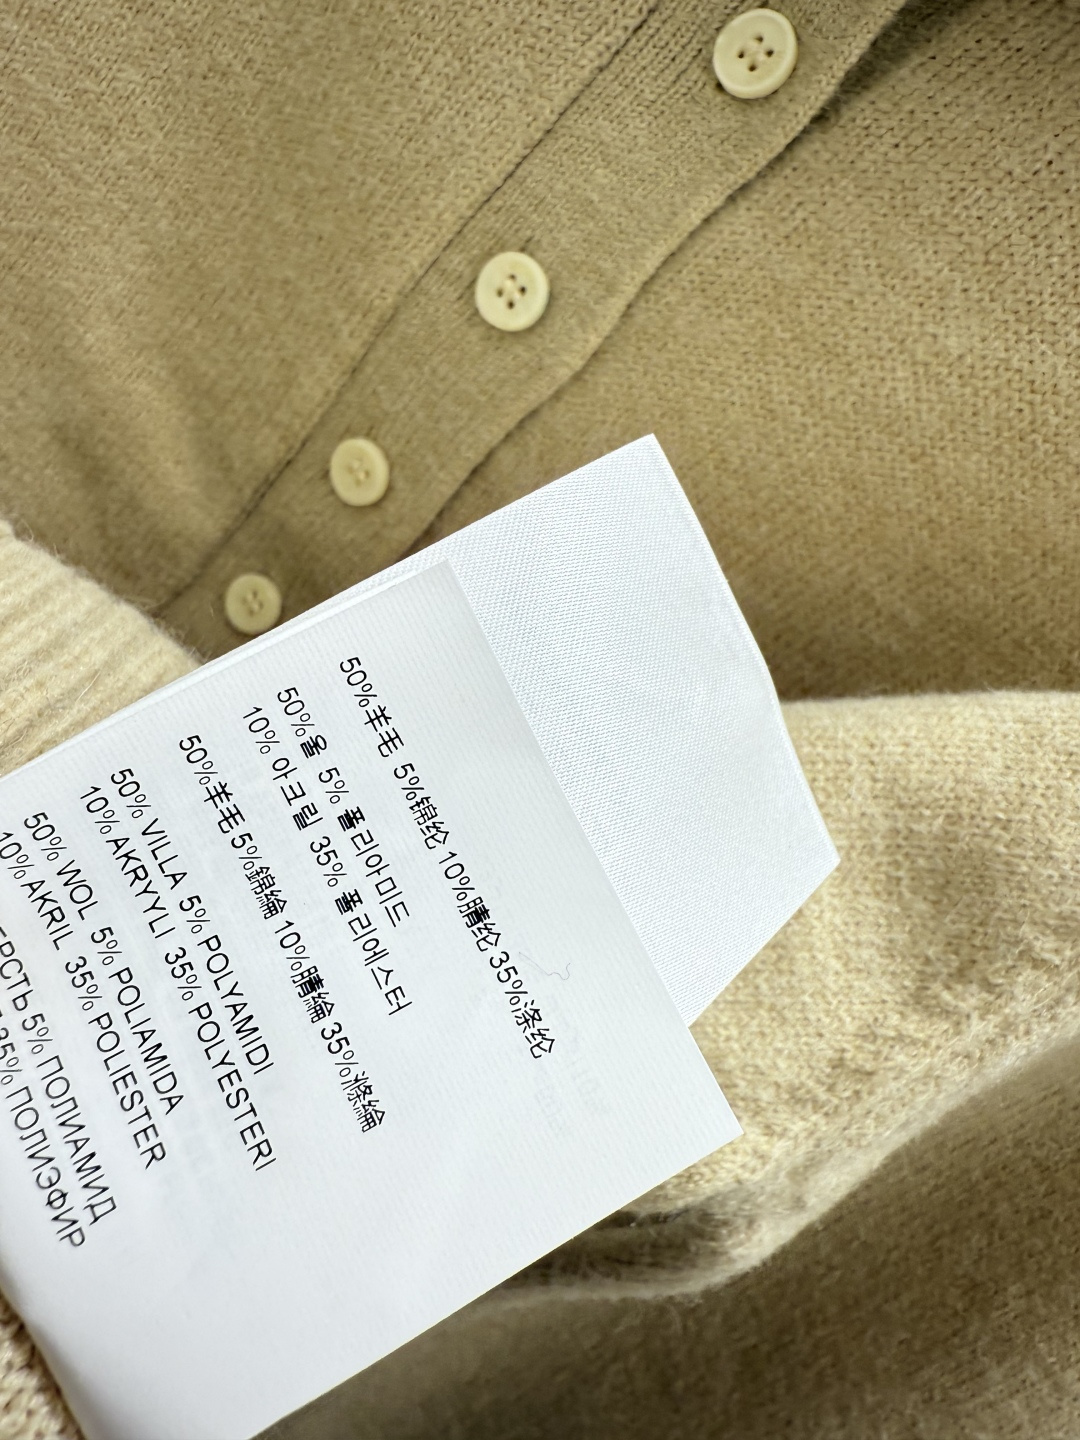 50%羊毛 5%锦纶 10%腈纶 35%涤纶
50%울 5% 폴리아미드
10% 아크릴 35% 폴리에스터
50%羊毛 5%錦綸 10%腈綸 35%滌綸
50% VILLA 5% POLYAMIDI
10% AKRYYLI 35% POLYESTERI
50% WOL 5% POLIAMIDA
10% AKRIL 35% POLIESTER
5% ПОЛИАМИД
35% ПОЛИЭФИР